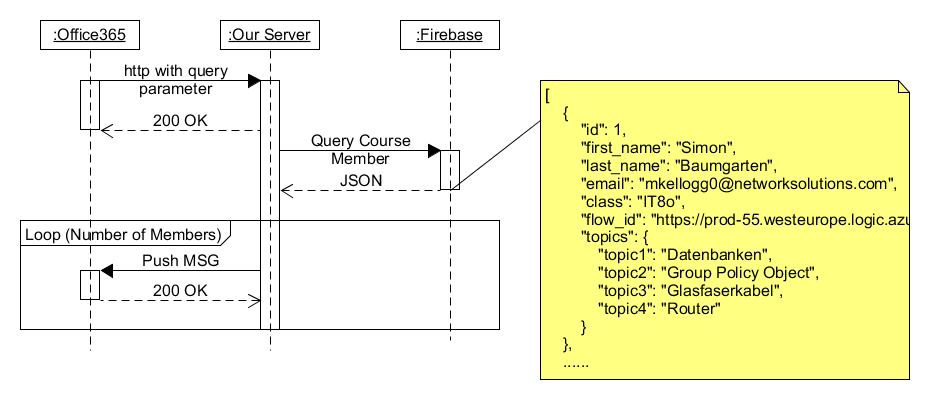 :Office365
:Our Server
:Firebase
http with query
parameter
200 OK
Query Course
Member
JSON
Loop (Number of Members)
Push MSG
200 OK
[
{
"id": 1,
"first_name": "Simon",
"last_name": "Baumgarten",
"email": "mkellogg0@networksolutions.com",
"class": "IT8o",
"flow_id": "https://prod-55.westeurope.logic.azu
"topics": {
"topic1": "Datenbanken",
"topic2": "Group Policy Object",
"topic3": "Glasfaserkabel",
"topic4": "Router"
}
},
......